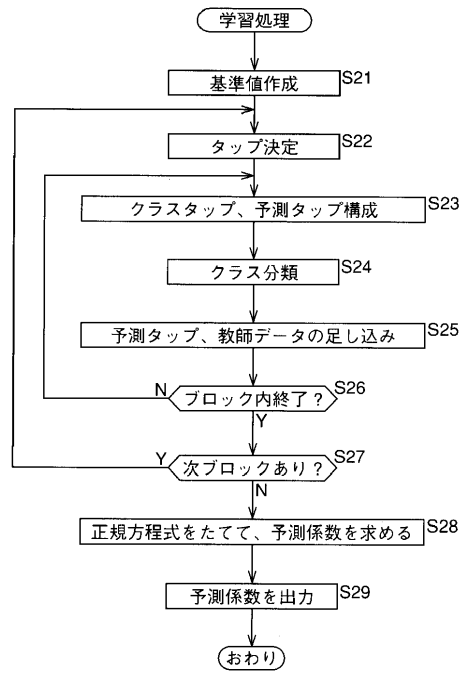 学習処理
基準値作成 S21
タップ決定 S22
クラスタップ、予測タップ構成 S23
クラス分類 S24
予測タップ、教師データの足し込み S25
N ブロック内終了? S26
Y
Y 次ブロックあり? S27
N
正規方程式をたてて、予測係数を求める S28
予測係数を出力 S29
おわり